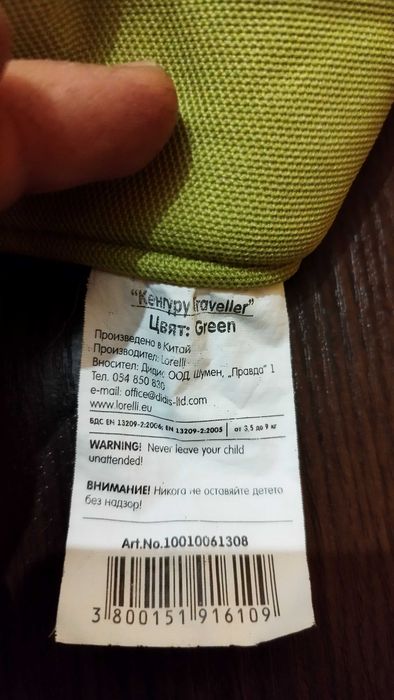 "Кенгуру Traveller"
Цвят: Green
Произведено в Китай
Производител: Lorelli
Вносител: Дидис ООД, Шумен, „Правда" 1
Тел. 054 850 830
e-mail: office@didis-ltd.com
www.lorelli.eu
БДС EN 13209-2:2006; EN 13209-2:2005 | от 3,5 до 9 кг
WARNING! Never leave your child
unattended!
ВНИМАНИЕ! Никога не оставяйте детето
без надзор!
Art.No.10010061308
3 800151 916109